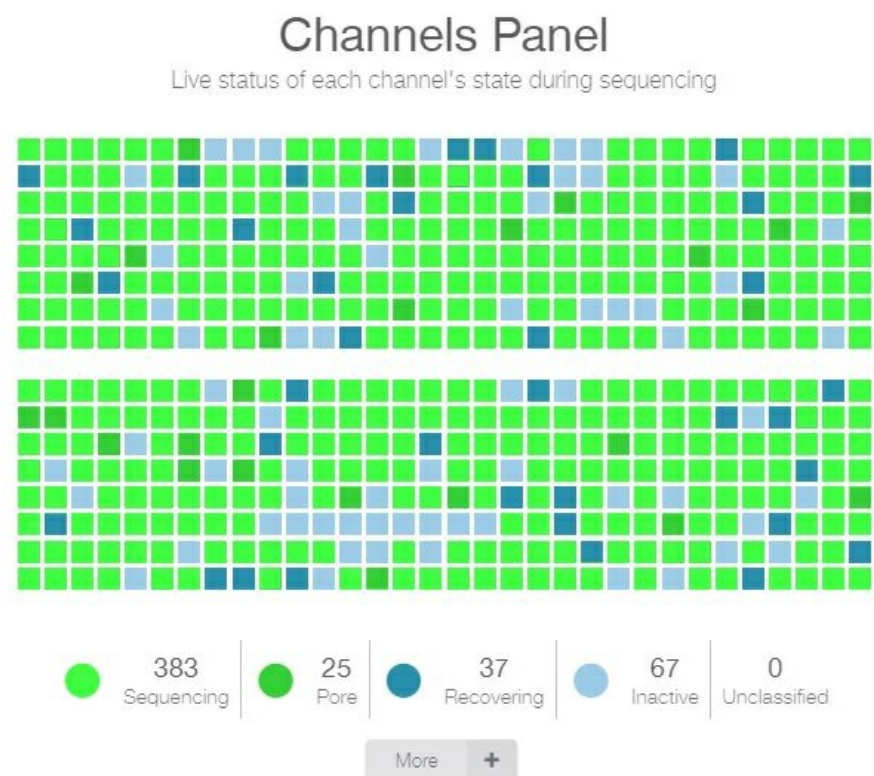 Channels Panel
Live status of each channel's state during sequencing
383
Sequencing
25
Pore
37
Recovering
67
Inactive
0
Unclassified
More +